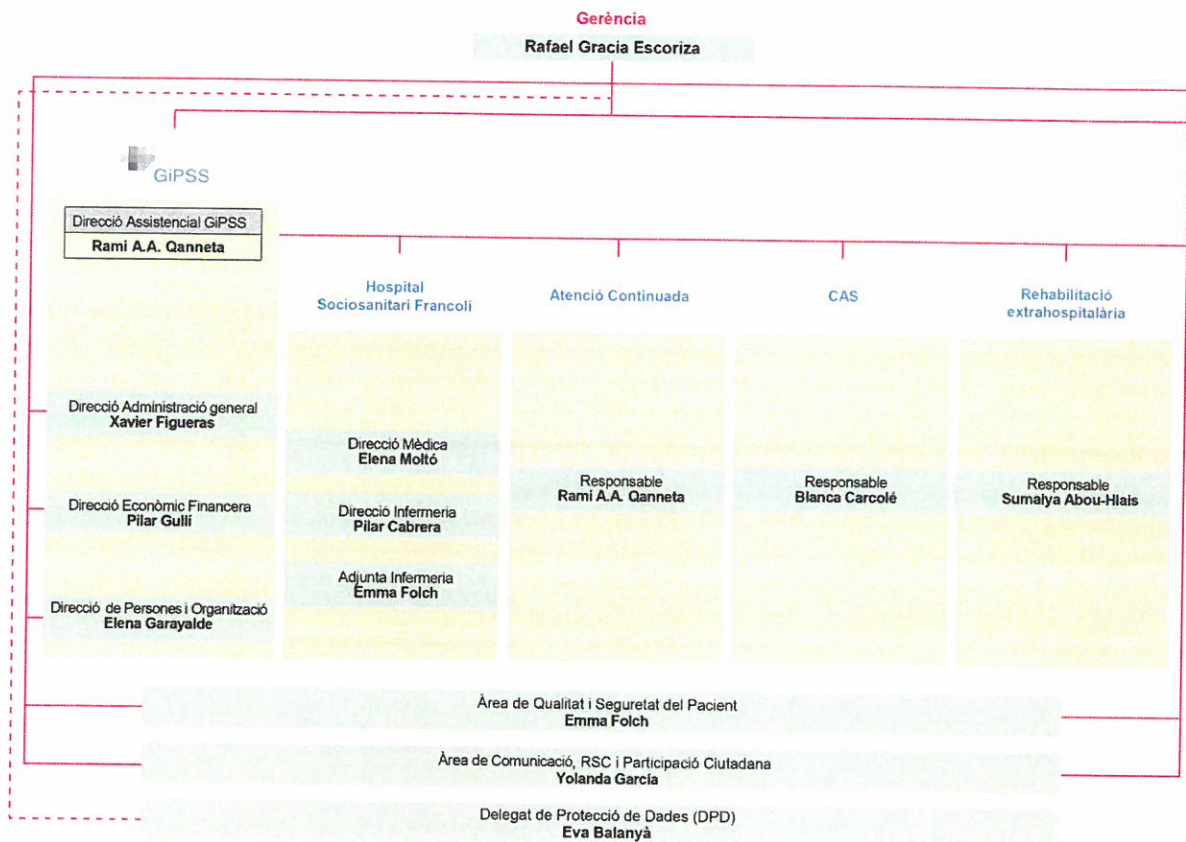 Gerència
Rafael Gracia Escoriza
GiPSS
Direcció Assistencial GiPSS
Rami A.A. Qanneta
Hospital
Sociosanitari Francolí
Atenció Continuada
CAS
Rehabilitació
extrahospitalària
Direcció Administració general
Xavier Figueras
Direcció Econòmic Financera
Pilar Gullí
Direcció de Persones i Organització
Elena Garayalde
Direcció Mèdica
Elena Moltó
Direcció Infermeria
Pilar Cabrera
Adjunta Infermeria
Emma Folch
Responsable
Rami A.A. Qanneta
Responsable
Blanca Carcolé
Responsable
Sumalya Abou-Hlais
Àrea de Qualitat i Seguretat del Pacient
Emma Folch
Àrea de Comunicació, RSC i Participació Ciutadana
Yolanda García
Delegat de Protecció de Dades (DPD)
Eva Balanyà